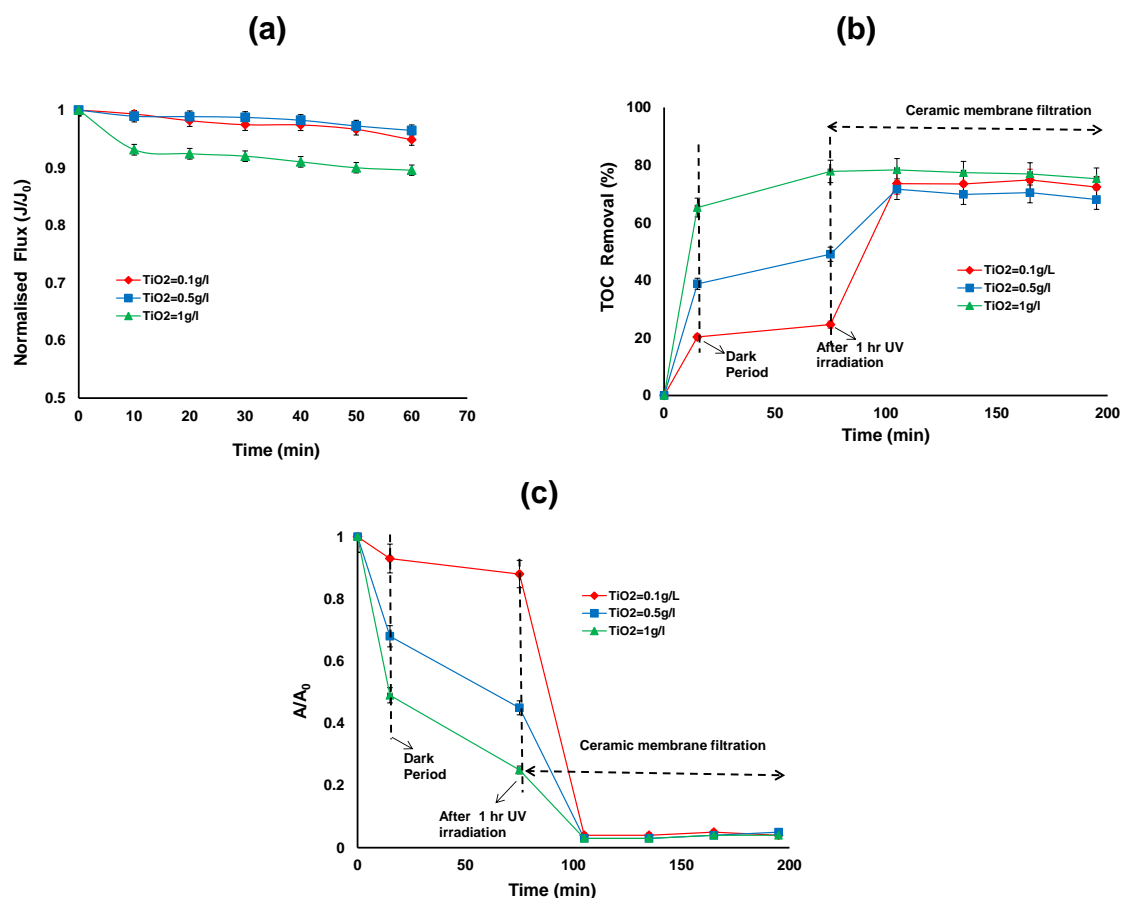 (a)
1
0.9
0.8
0.7
0.6
0.5
Normalised Flux (J/J0)
TiO2=0.1g/l
TiO2=0.5g/l
TiO2=1g/l
0 10 20 30 40 50 60 70
Time (min)
(b)
100
80
60
40
20
0
TOC Removal (%)
Ceramic membrane filtration
TiO2=0.1g/L
TiO2=0.5g/l
TiO2=1g/l
Dark
Period
After 1 hr UV
irradiation
0 50 100 150 200
Time (min)
(c)
1
0.8
0.6
0.4
0.2
0
A/A0
TiO2=0.1g/L
TiO2=0.5g/l
TiO2=1g/l
Dark
Period
Ceramic membrane filtration
After 1 hr UV
irradiation
0 50 100 150 200
Time (min)